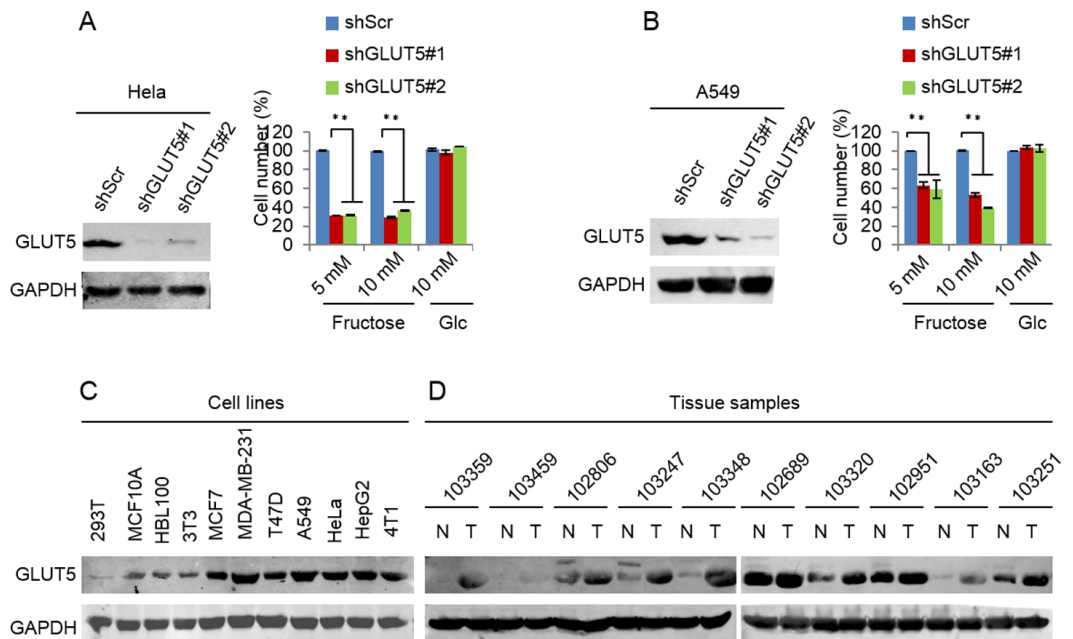 A
shScr
shGLUT5#1
shGLUT5#2
Hela
shScr
shGLUT5#1
shGLUT5#2
GLUT5
GAPDH
Cell number (%)
120
100
80
60
40
20
0
**
**
5 mM
10 mM
10 mM
Fructose
Glc
B
shScr
shGLUT5#1
shGLUT5#2
A549
shScr
shGLUT5#1
shGLUT5#2
GLUT5
GAPDH
Cell number (%)
120
100
80
60
40
20
0
**
**
5 mM
10 mM
10 mM
Fructose
Glc
C
Cell lines
293T
MCF10A
HBL100
3T3
MCF7
MDA-MB-231
T47D
A549
HeLa
HepG2
4T1
GLUT5
GAPDH
D
Tissue samples
103359
103459
102806
103247
103348
102689
103320
102951
103163
103251
N T N T N T N T N T N T N T N T N T N T